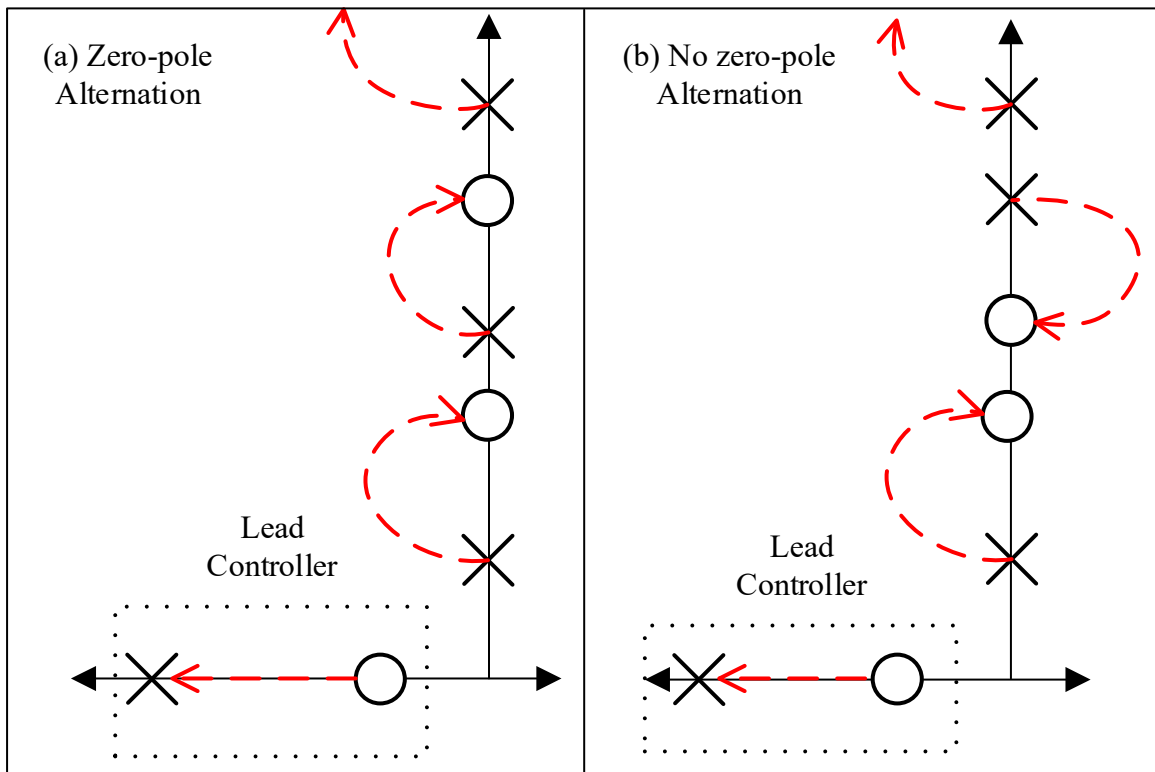 (a) Zero-pole
Alternation
Lead
Controller
(b) No zero-pole
Alternation
Lead
Controller